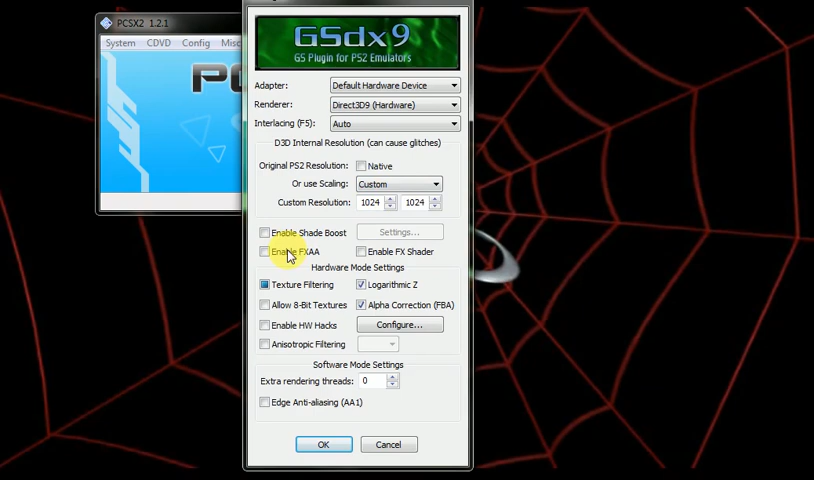 PCSX2 1.2.1
System CDVD Config Misc
GSdx9
GS Plugin for PS2 Emulators
Adapter: Default Hardware Device
Renderer: Direct3D9 (Hardware)
Interlacing (F5): Auto
D3D Internal Resolution (can cause glitches)
Original PS2 Resolution: Native
Or use Scaling: Custom
Custom Resolution: 1024 1024
Enable Shade Boost Settings...
Enable FXAA Enable FX Shader
Hardware Mode Settings
Texture Filtering Logarithmic Z
Allow 8-Bit Textures Alpha Correction (FBA)
Enable HW Hacks Configure...
Anisotropic Filtering
Software Mode Settings
Extra rendering threads: 0
Edge Anti-aliasing (AA1)
OK Cancel